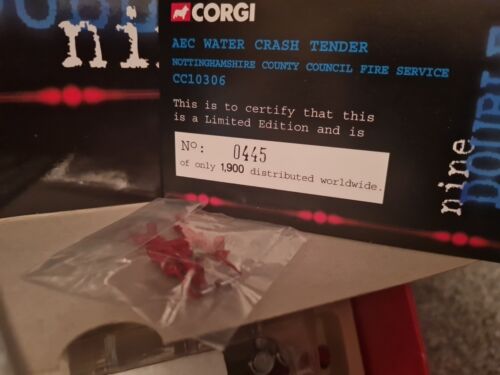 CORGI
AEC WATER CRASH TENDER
NOTTINGHAMSHIRE COUNTY COUNCIL FIRE SERVICE
CC10306
This is to certify that this
is a Limited Edition and is
Nº: 0445
of only 1,900 distributed worldwide.
nine
DOUBLE